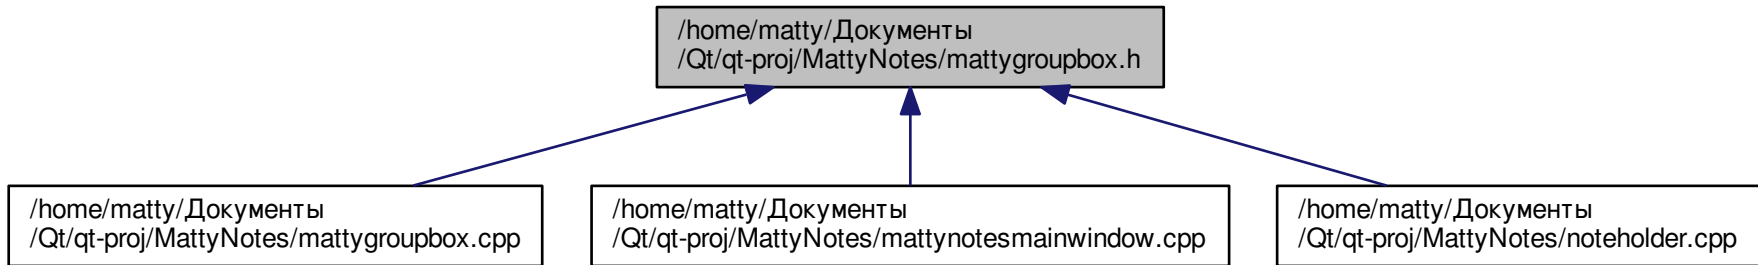 /home/matty/Документы
/Qt/qt-proj/MattyNotes/mattygroupbox.h
/home/matty/Документы
/Qt/qt-proj/MattyNotes/mattygroupbox.cpp
/home/matty/Документы
/Qt/qt-proj/MattyNotes/mattynotesmainwindow.cpp
/home/matty/Документы
/Qt/qt-proj/MattyNotes/noteholder.cpp